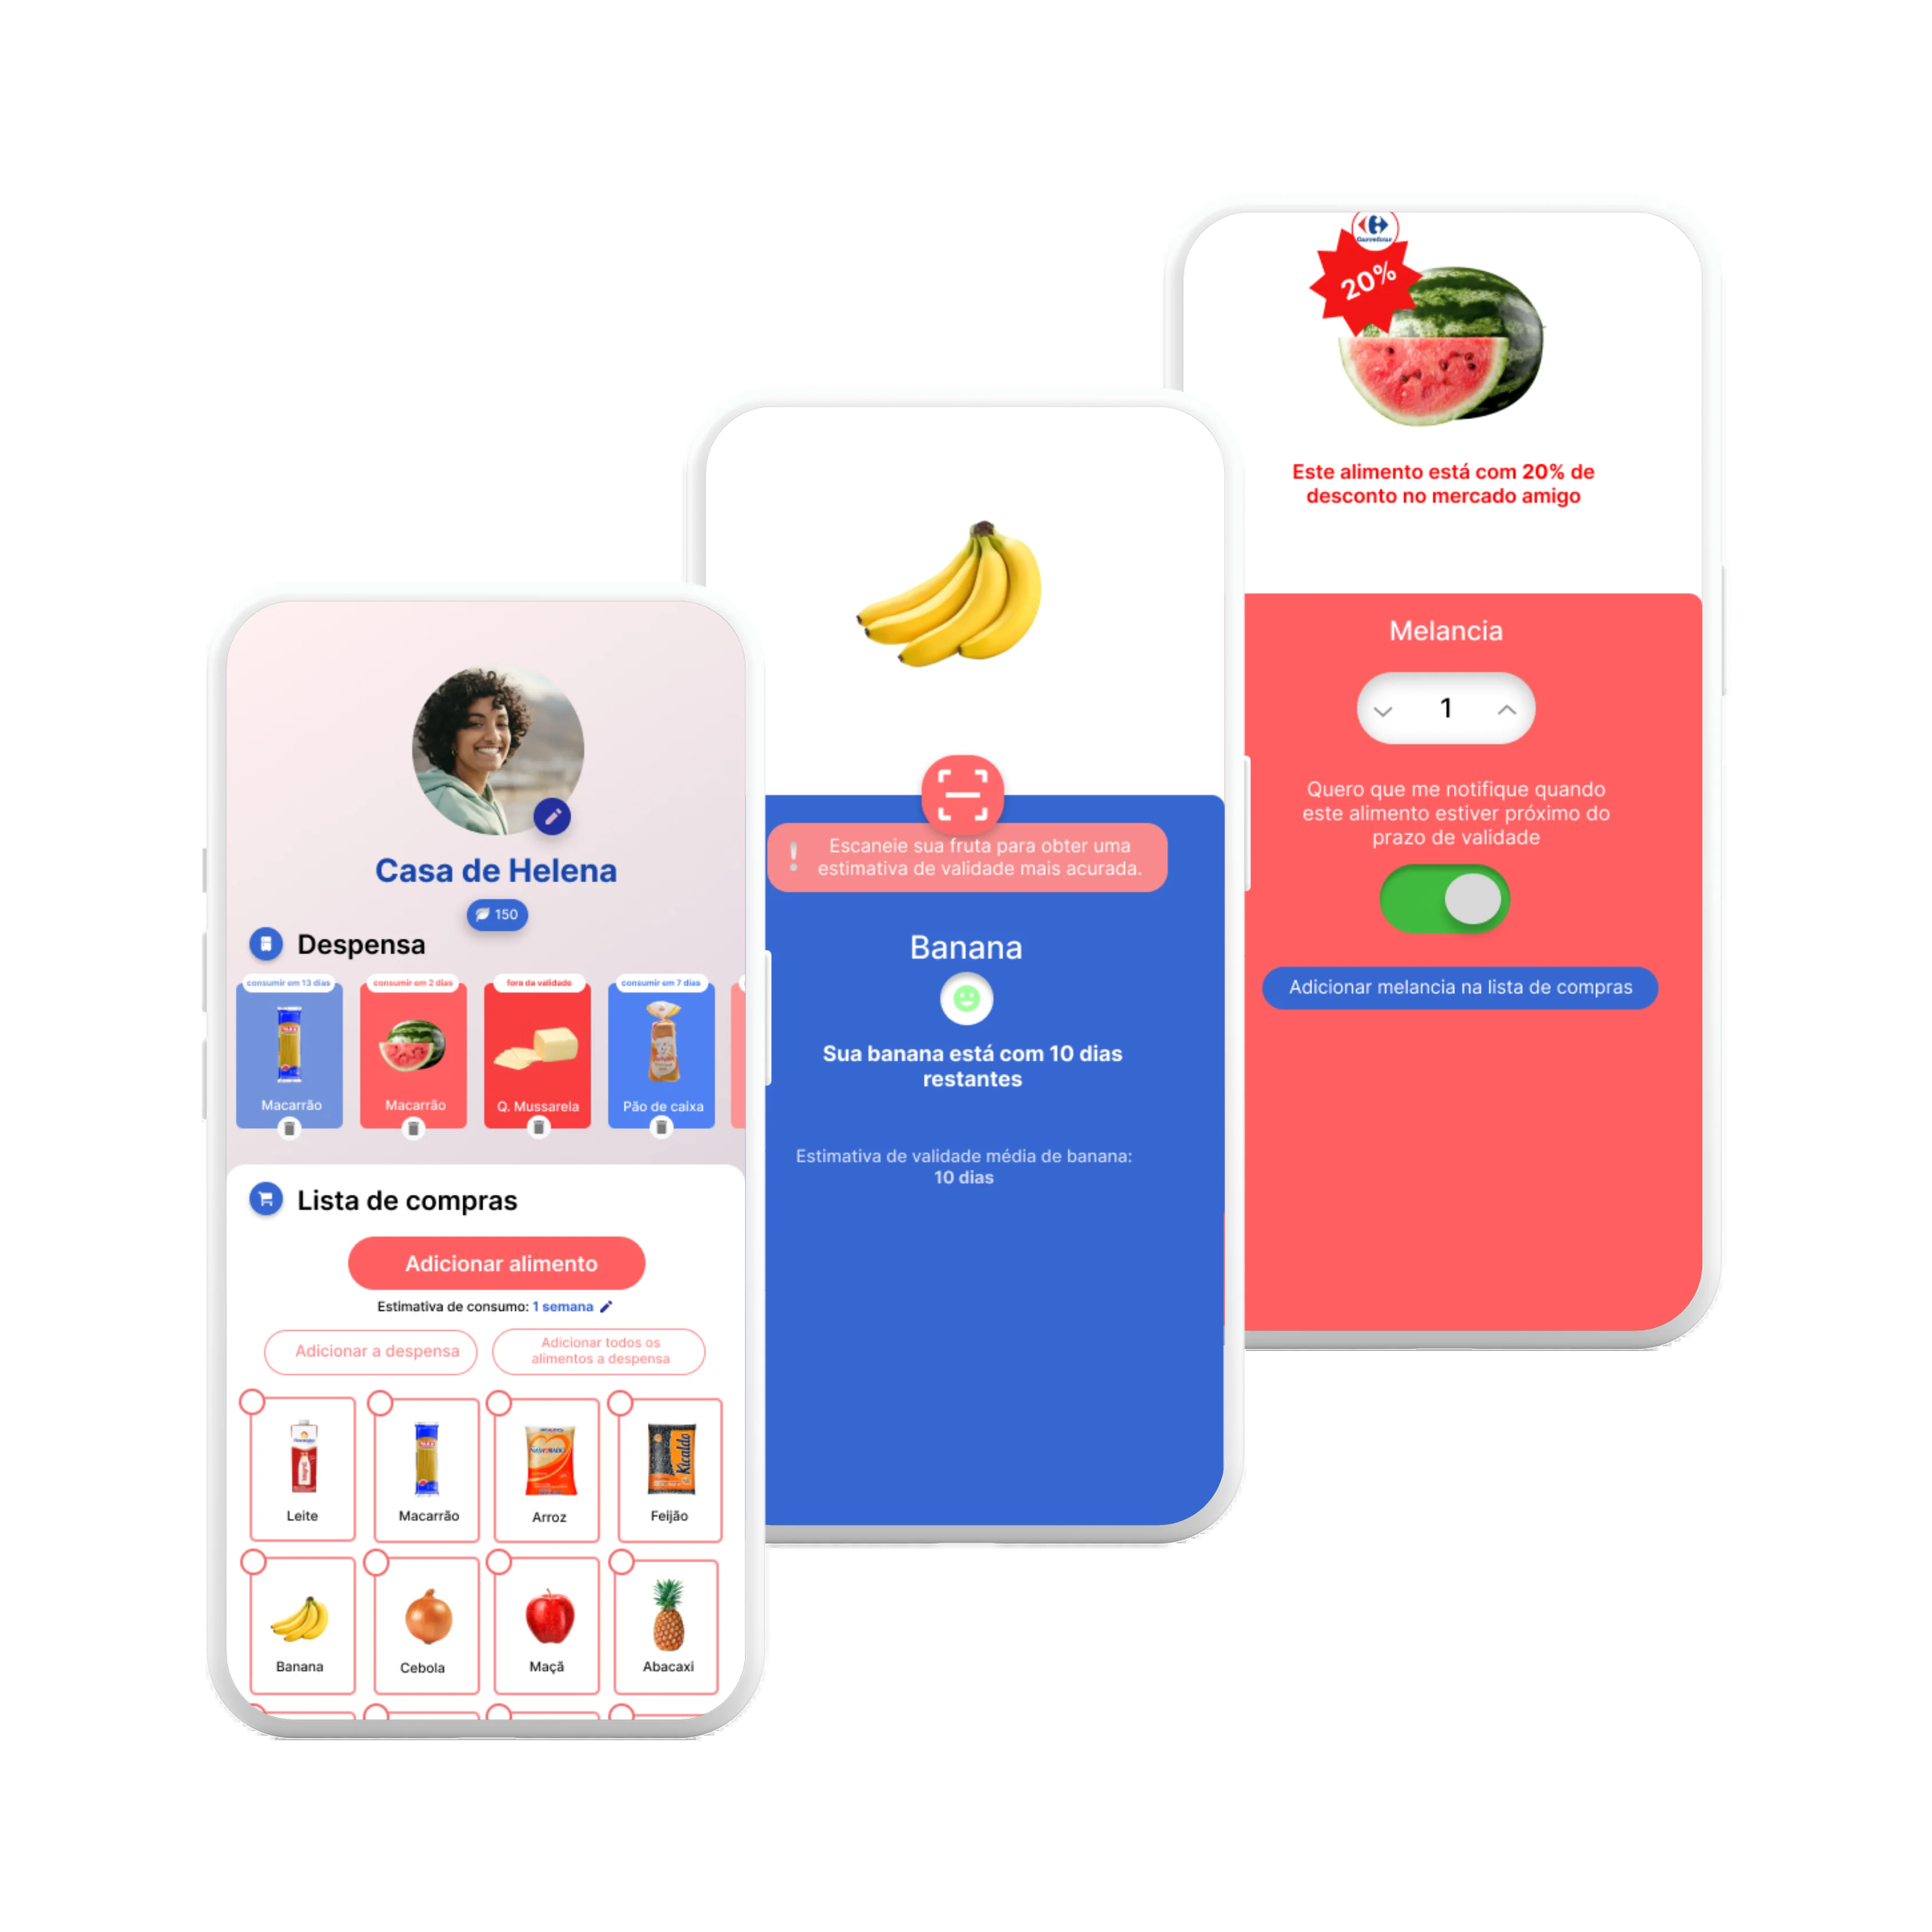 Casa de Helena
150
Despensa
consumir em 13 dias
Macarrão
consumir em 2 dias
Macarrão
fora da validade
Q. Mussarela
consumir em 7 dias
Pão de caixa
Lista de compras
Adicionar alimento
Estimativa de consumo: 1 semana
Adicionar a despensa
Adicionar todos os
alimentos a despensa
Leite
Macarrão
Arroz
Kicaldo
Feijão
Banana
Cebola
Maçã
Abacaxi
Escaneie sua fruta para obter uma
estimativa de validade mais acurada.
Banana
Sua banana está com 10 dias
restantes
Estimativa de validade média de banana:
10 dias
Carrefour
20%
Este alimento está com 20% de
desconto no mercado amigo
Melancia
1
Quero que me notifique quando
este alimento estiver próximo do
prazo de validade
Adicionar melancia na lista de compras